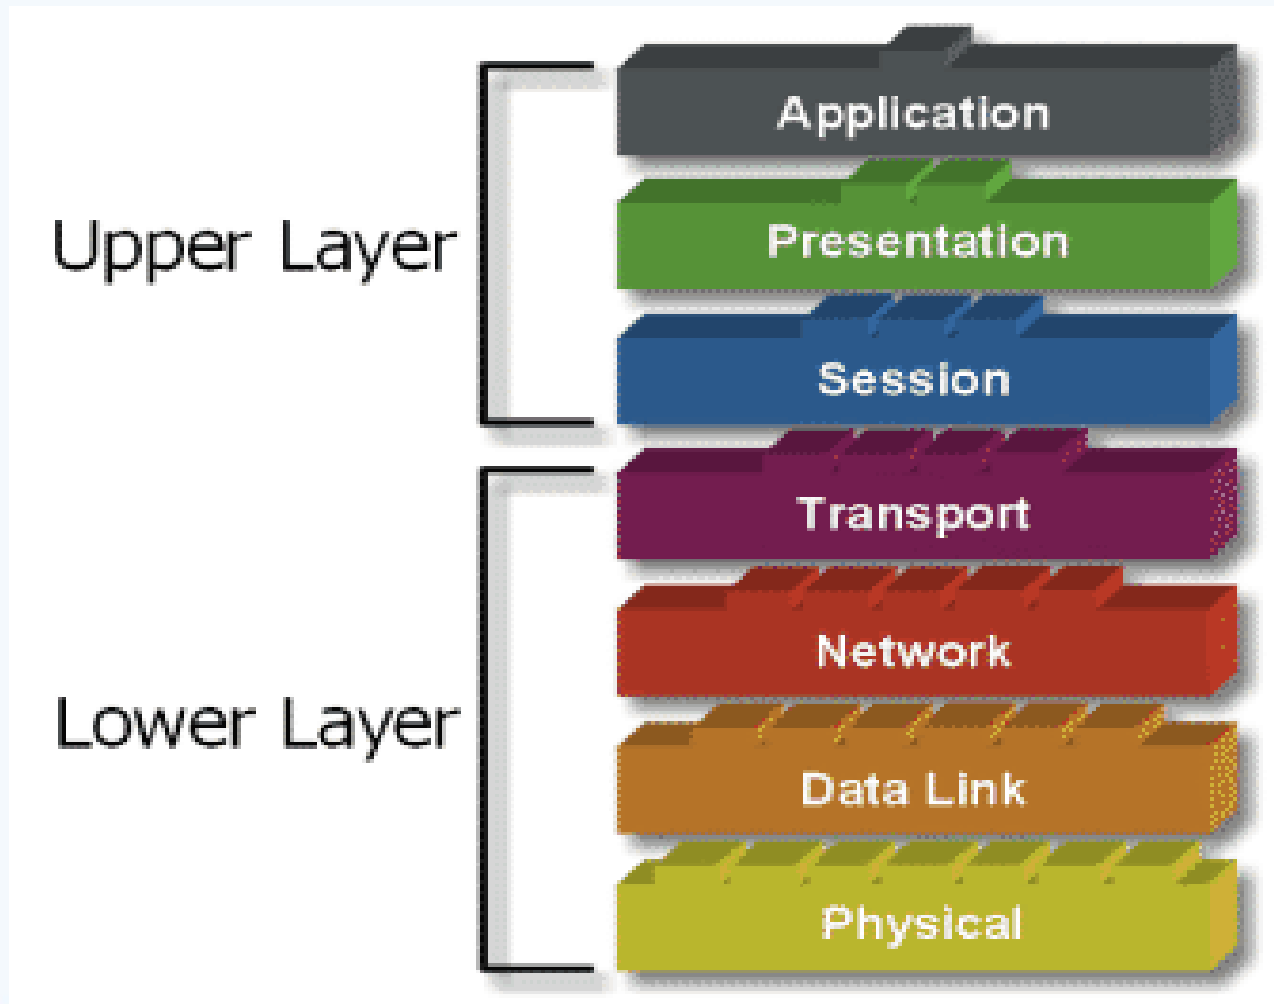 Upper Layer
Application
Presentation
Session
Lower Layer
Transport
Network
Data Link
Physical